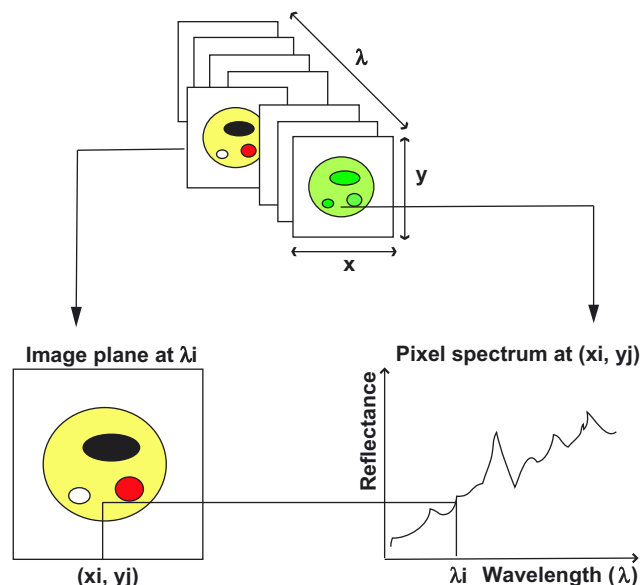 λ
y
x
Image plane at λi
Pixel spectrum at (xi, yj)
Reflectance
(xi, yj)
λi Wavelength (λ)